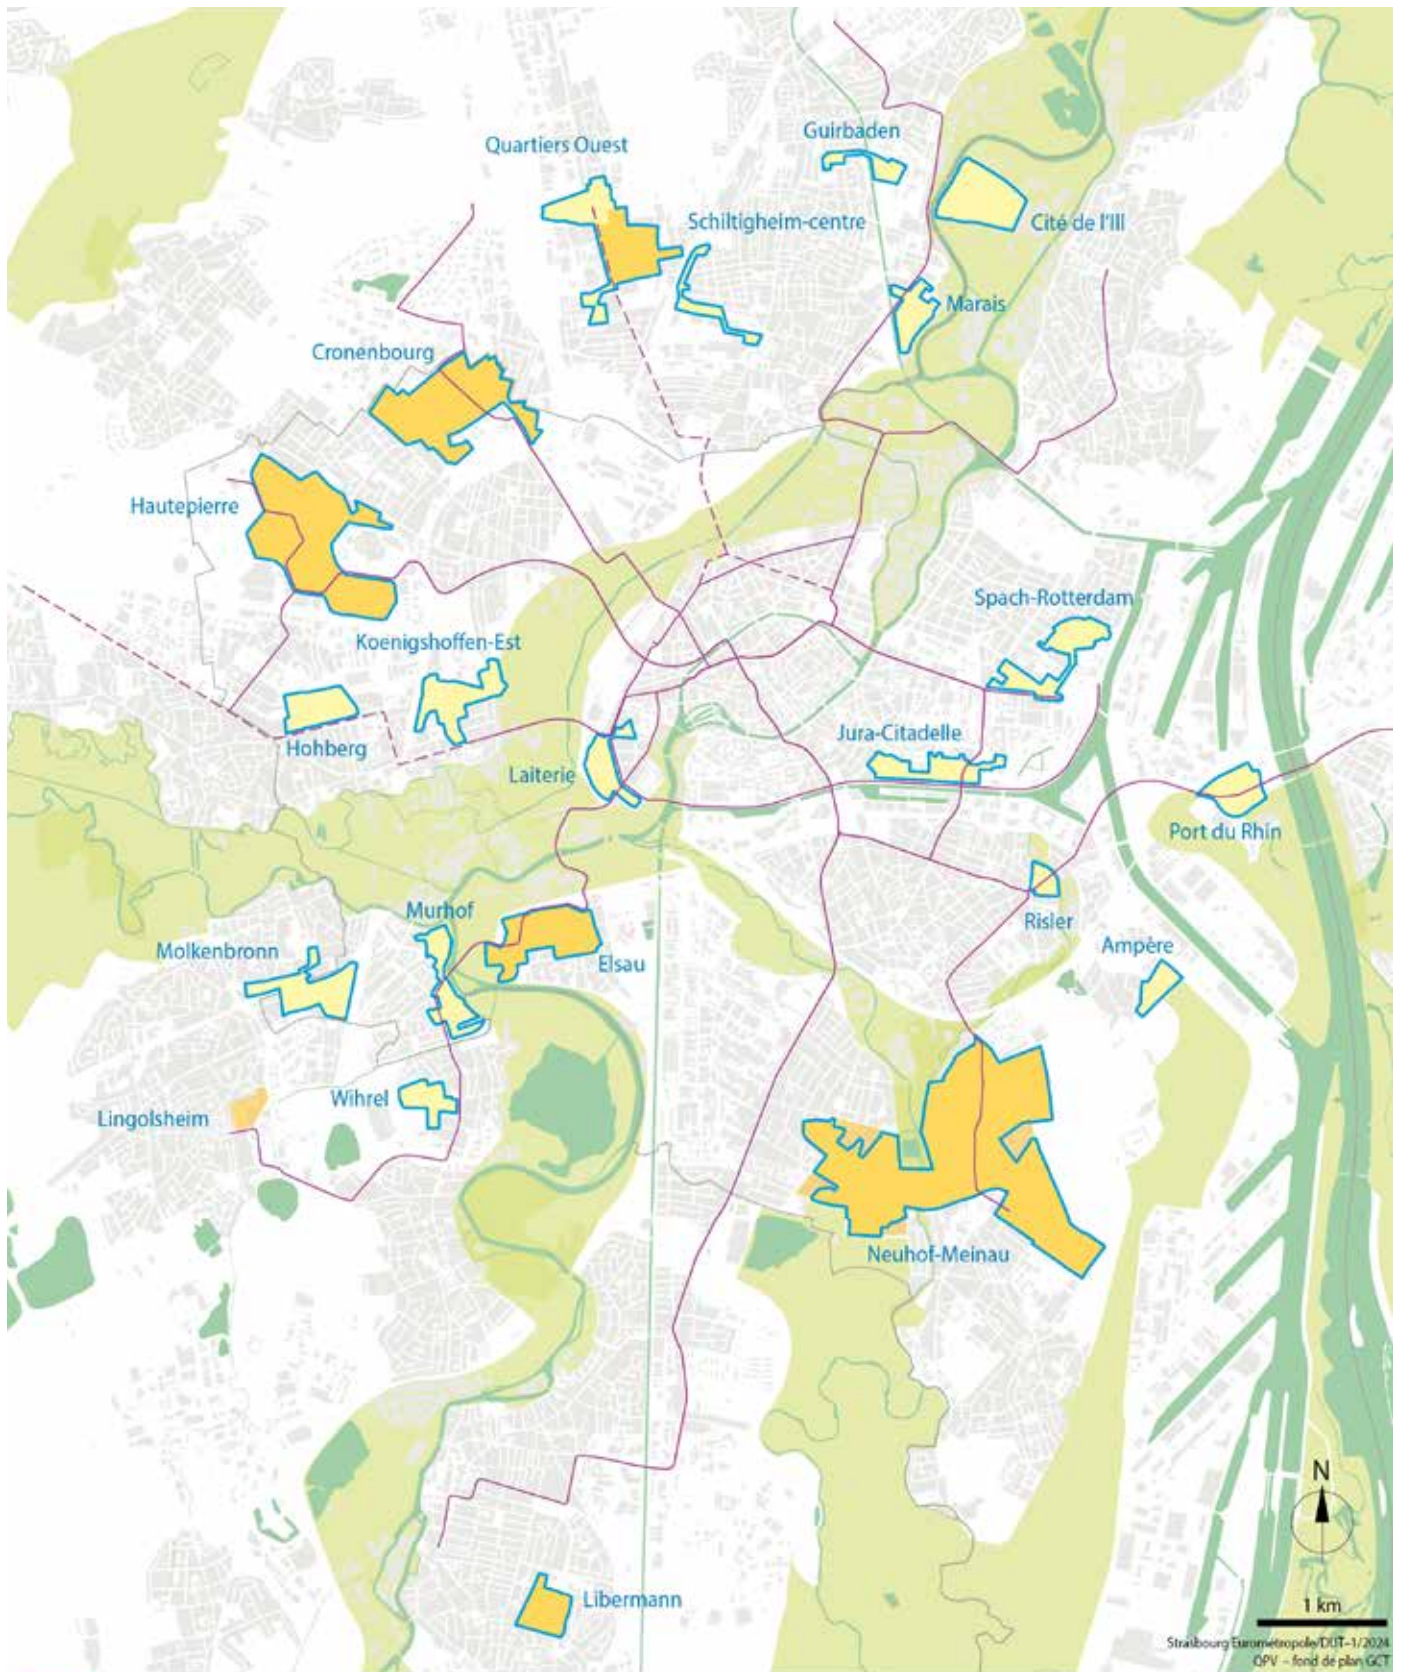 Guirbaden
Quartiers Ouest
Schiltigheim-centre
Cité de l'Ill
Marais
Cronenbourg
Hautepierre
Spach-Rotterdam
Koenigshoffen-Est
Jura-Citadelle
Hohberg
Laiterie
Port du Rhin
Murhof
Risler
Molkenbronn
Ampère
Elsau
Wihrel
Lingolsheim
Neuhof-Meinau
N
Libermann
1 km
Strasbourg Eurométropole/DUT-1/2024
QPV - fond de plan GCT